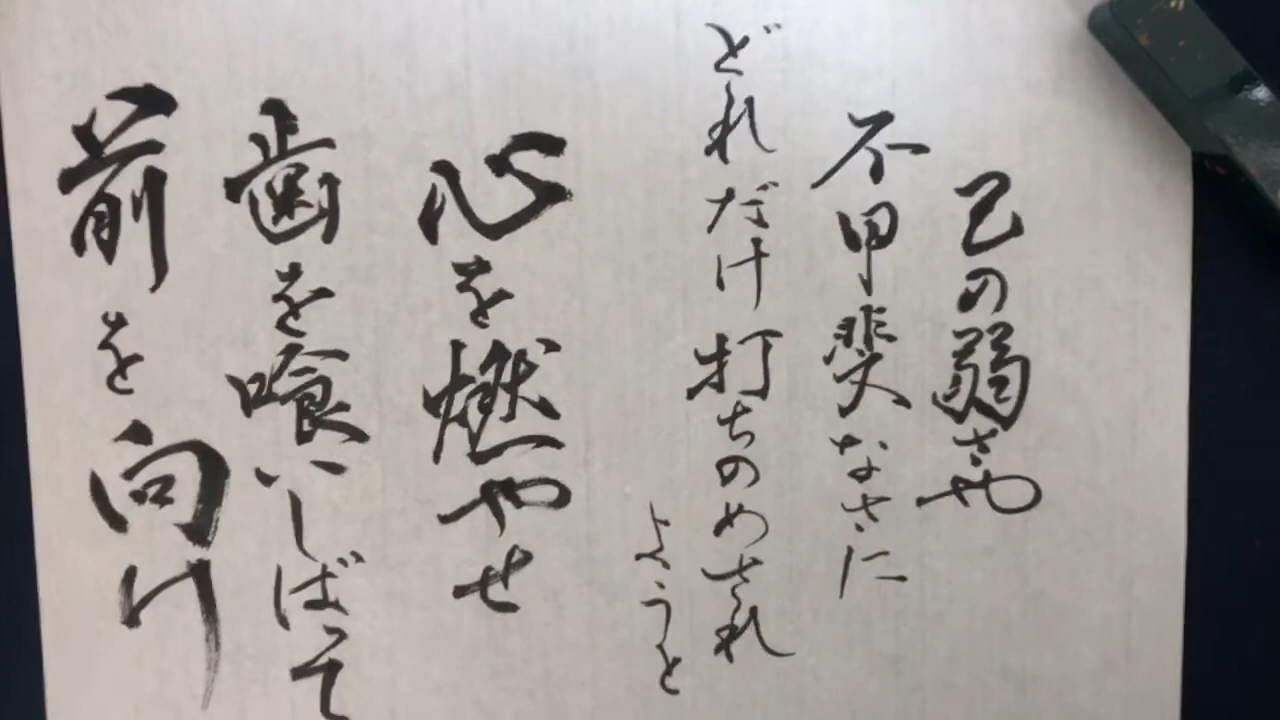 己の弱さや
不甲斐なさに
どれだけ打ちのめされ
ようと
心を燃やせ
歯を喰いしばって
前を向け